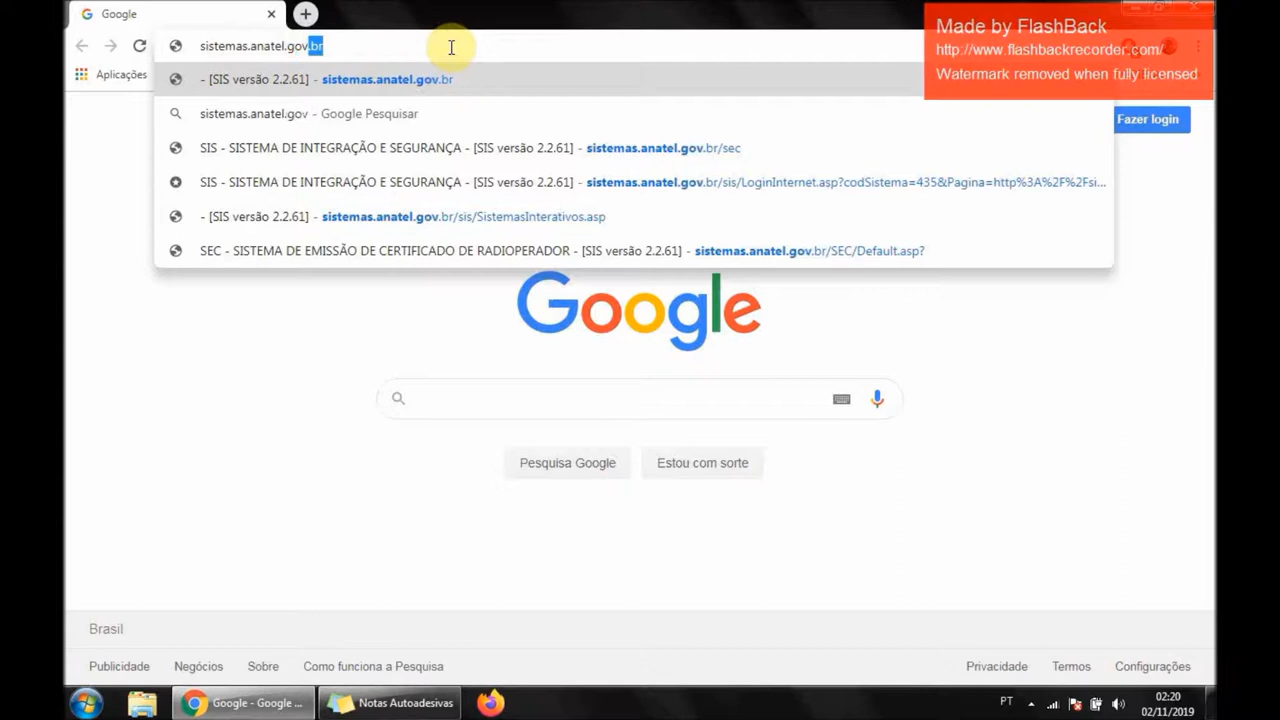 Google
sistemas.anatel.gov.br
Made by FlashBack
http://www.flashbackrecorder.com/
Watermark removed when fully licensed
Aplicações
- [SIS versão 2.2.61] - sistemas.anatel.gov.br
sistemas.anatel.gov - Google Pesquisar
Fazer login
SIS - SISTEMA DE INTEGRAÇÃO E SEGURANÇA - [SIS versão 2.2.61] - sistemas.anatel.gov.br/sec
SIS - SISTEMA DE INTEGRAÇÃO E SEGURANÇA - [SIS versão 2.2.61] - sistemas.anatel.gov.br/sis/LoginInternet.asp?codSistema=435&Pagina=http%3A%2F%2Fsi...
- [SIS versão 2.2.61] - sistemas.anatel.gov.br/sis/SistemasInterativos.asp
SEC - SISTEMA DE EMISSÃO DE CERTIFICADO DE RADIOPERADOR - [SIS versão 2.2.61] - sistemas.anatel.gov.br/SEC/Default.asp?
Google
Pesquisa Google
Estou com sorte
Brasil
Publicidade Negócios Sobre Como funciona a Pesquisa Privacidade Termos Configurações
Google - Google ...
Notas Autoadesivas
PT
02:20
02/11/2019